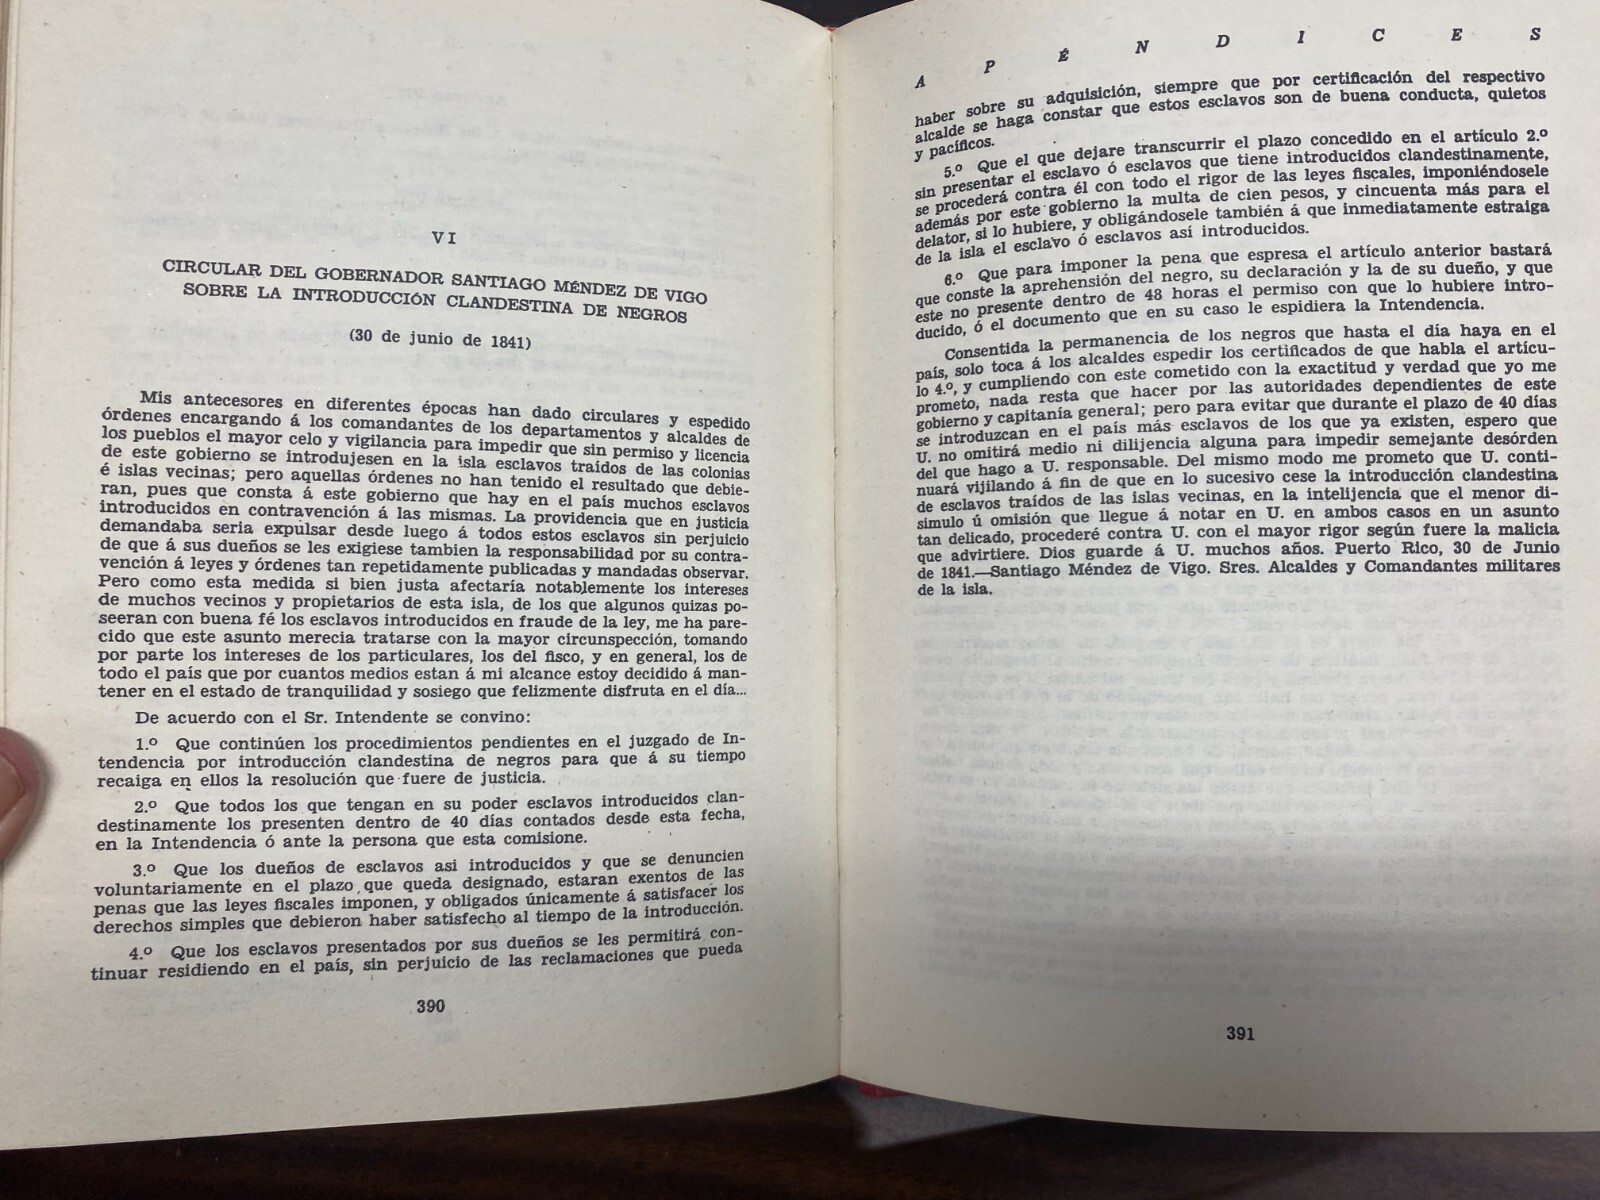 VI
CIRCULAR DEL GOBERNADOR SANTIAGO MÉNDEZ DE VIGO
SOBRE LA INTRODUCCIÓN CLANDESTINA DE NEGROS
(30 de junio de 1841)
Mis antecesores en diferentes épocas han dado circulares y espedido
órdenes encargando á los comandantes de los departamentos y alcaldes de
los pueblos el mayor celo y vigilancia para impedir que sin permiso y licencia
de este gobierno se introdujesen en la isla esclavos traídos de las colonias
é islas vecinas; pero aquellas órdenes no han tenido el resultado que debie-
ran, pues que consta á este gobierno que hay en el país muchos esclavos
introducidos en contravención á las mismas. La providencia que en justicia
demandaba seria expulsar desde luego á todos estos esclavos sin perjuicio
de que á sus dueños se les exigiese tambien la responsabilidad por su contra-
vención á leyes y órdenes tan repetidamente publicadas y mandadas observar.
Pero como esta medida si bien justa afectaría notablemente los intereses
de muchos vecinos y propietarios de esta isla, de los que algunos quizas po-
seeran con buena fé los esclavos introducidos en fraude de la ley, me ha pare-
cido que este asunto merecia tratarse con la mayor circunspección, tomando
por parte los intereses de los particulares, los del fisco, y en general, los de
todo el país que por cuantos medios estan á mi alcance estoy decidido á man-
tener en el estado de tranquilidad y sosiego que felizmente disfruta en el día...
De acuerdo con el Sr. Intendente se convino:
1.º Que continúen los procedimientos pendientes en el juzgado de In-
tendencia por introducción clandestina de negros para que á su tiempo
recaiga en ellos la resolución que fuere de justicia.
2.º Que todos los que tengan en su poder esclavos introducidos clan-
destinamente los presenten dentro de 40 días contados desde esta fecha,
en la Intendencia ó ante la persona que esta comisione.
3.º Que los dueños de esclavos asi introducidos y que se denuncien
voluntariamente en el plazo que queda designado, estaran exentos de las
penas que las leyes fiscales imponen, y obligados únicamente á satisfacer los
derechos simples que debieron haber satisfecho al tiempo de la introducción.
4.º Que los esclavos presentados por sus dueños se les permitirá con-
tinuar residiendo en el país, sin perjuicio de las reclamaciones que pueda
390
APÉNDICES
haber sobre su adquisición, siempre que por certificación del respectivo
alcalde se haga constar que estos esclavos son de buena conducta, quietos
y pacíficos.
5.º Que el que dejare transcurrir el plazo concedido en el artículo 2.º
sin presentar el esclavo ó esclavos que tiene introducidos clandestinamente,
se procederá contra él con todo el rigor de las leyes fiscales, imponiéndosele
además por este gobierno la multa de cien pesos, y cincuenta más para el
delator, si lo hubiere, y obligándosele también á que inmediatamente estraiga
de la isla el esclavo ó esclavos así introducidos.
6.º Que para imponer la pena que espresa el artículo anterior bastará
que conste la aprehensión del negro, su declaración y la de su dueño, y que
este no presente dentro de 48 horas el permiso con que lo hubiere intro-
ducido, ó el documento que en su caso le espidiera la Intendencia.
Consentida la permanencia de los negros que hasta el día haya en el
país, solo toca á los alcaldes espedir los certificados de que habla el artícu-
lo 4.º, y cumpliendo con este cometido con la exactitud y verdad que yo me
prometo, nada resta que hacer por las autoridades dependientes de este
gobierno y capitanía general; pero para evitar que durante el plazo de 40 días
se introduzcan en el país más esclavos de los que ya existen, espero que
U. no omitirá medio ni dilijencia alguna para impedir semejante desórden
del que hago a U. responsable. Del mismo modo me prometo que U. conti-
nuará vijilando á fin de que en lo sucesivo cese la introducción clandestina
de esclavos traídos de las islas vecinas, en la intelijencia que el menor di-
simulo ú omisión que llegue á notar en U. en ambos casos en un asunto
tan delicado, procederé contra U. con el mayor rigor según fuere la malicia
que advirtiere. Dios guarde á U. muchos años. Puerto Rico, 30 de Junio
de 1841.—Santiago Méndez de Vigo. Sres. Alcaldes y Comandantes militares
de la isla.
391